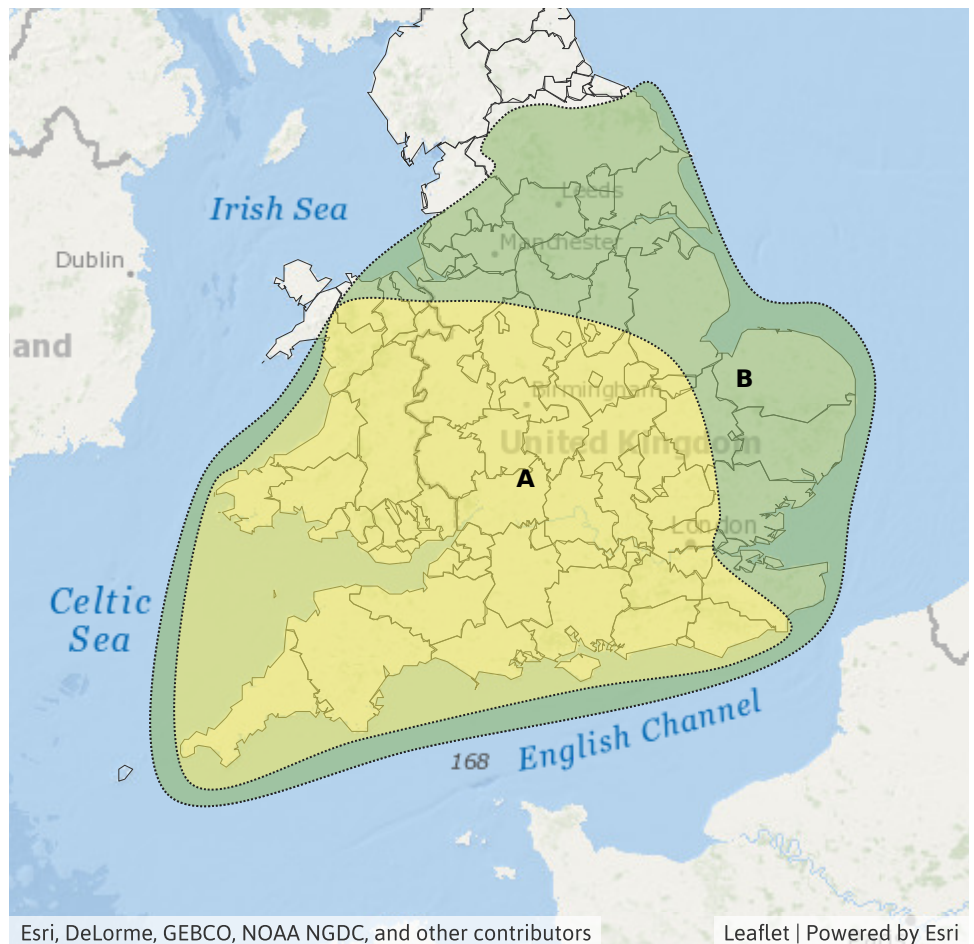 Leeds
Irish Sea
Manchester
Dublin
and
B
Birmingham
United Kingdom
A
London
Celtic
Sea
English Channel
168
Esri, DeLorme, GEBCO, NOAA NGDC, and other contributors
Leaflet | Powered by Esri